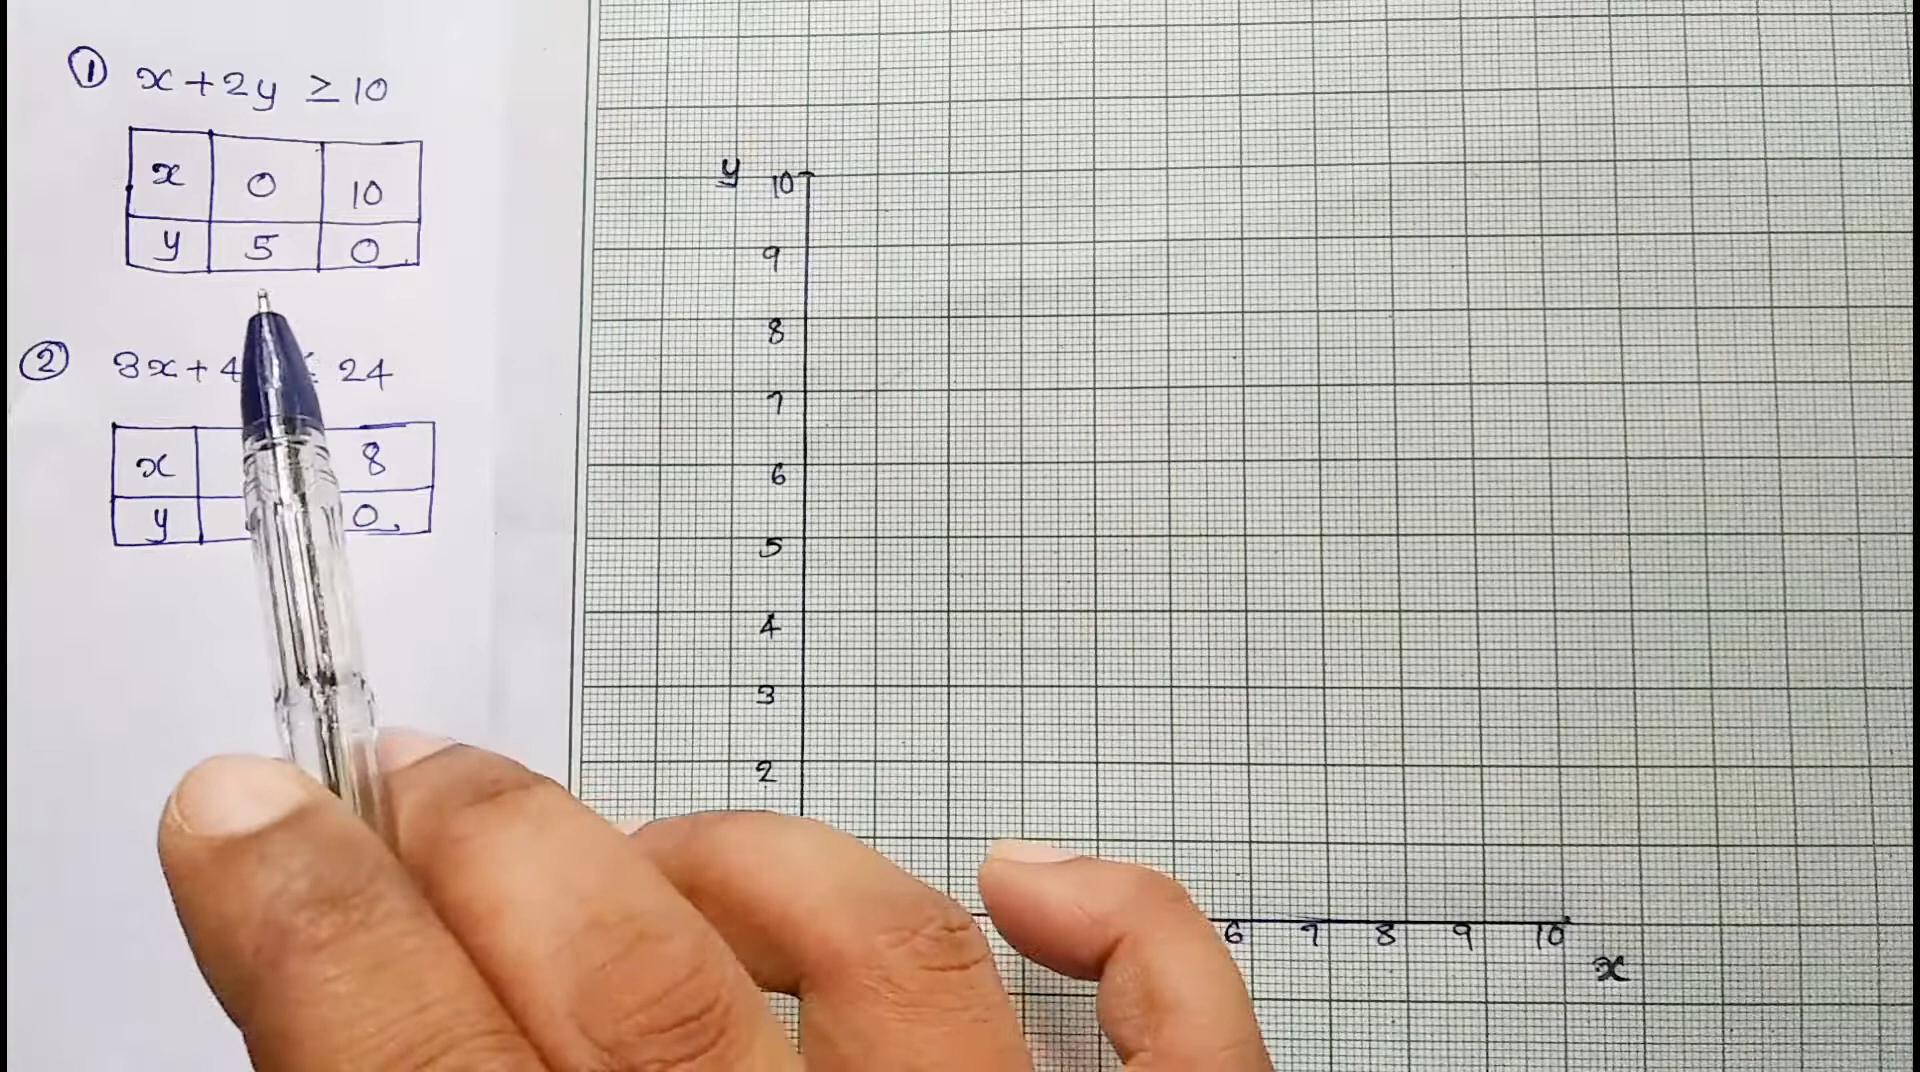 ① x + 2y ≥ 10
x 0 10
y 5 0
② 3x + 4 24
x 8
y 0
y
10
9
8
7
6
5
4
3
2
6 7 8 9 10
x